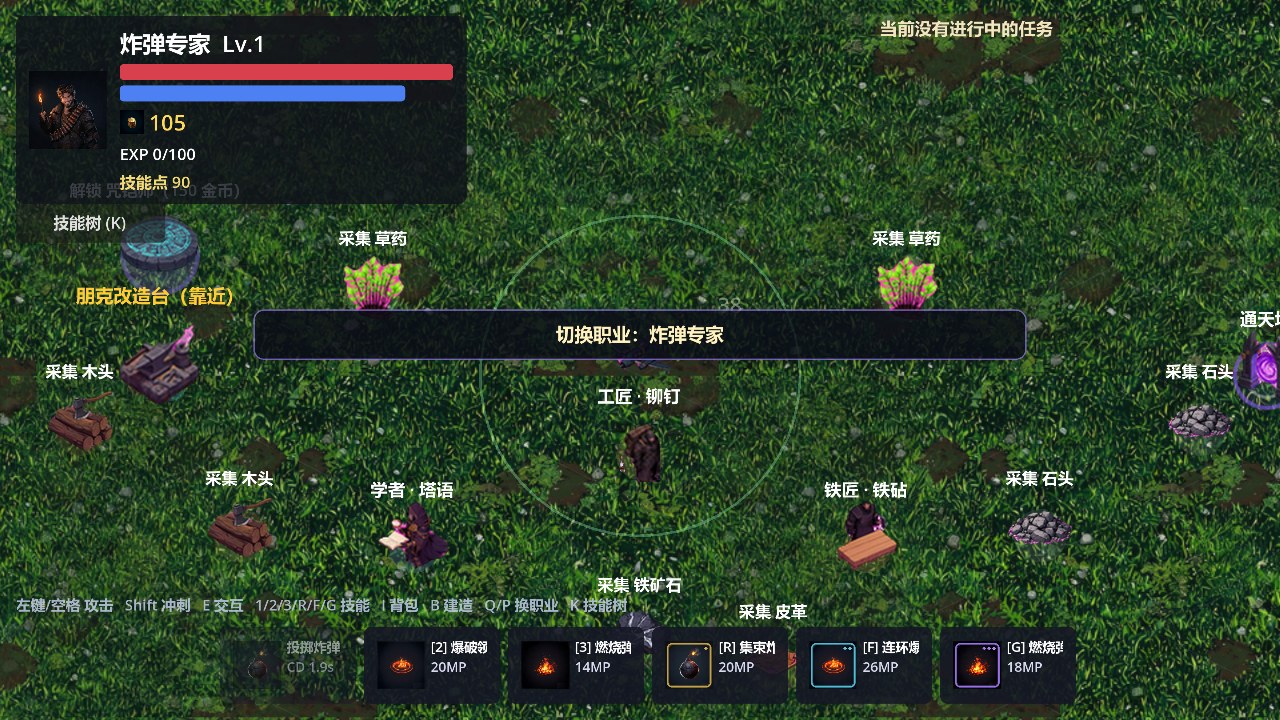 炸弹专家 Lv.1
当前没有进行中的任务
105
EXP 0/100
技能点 90
技能树 (K)
采集 草药
采集 草药
朋克改造台（靠近）
38
通天塔
切换职业：炸弹专家
采集 木头
采集 石头
工匠 · 铆钉
采集 木头
学者 · 塔语
铁匠 · 铁砧
采集 石头
采集 铁矿石
左键/空格 攻击 Shift 冲刺 E 交互 1/2/3/R/F/G 技能 I 背包 B 建造 Q/P 换职业 K 技能树
采集 皮革
投掷炸弹
CD 1.9s
[2] 爆破领
20MP
[3] 燃烧弹
14MP
[R] 集束炸
20MP
[F] 连环爆
26MP
[G] 燃烧弹
18MP